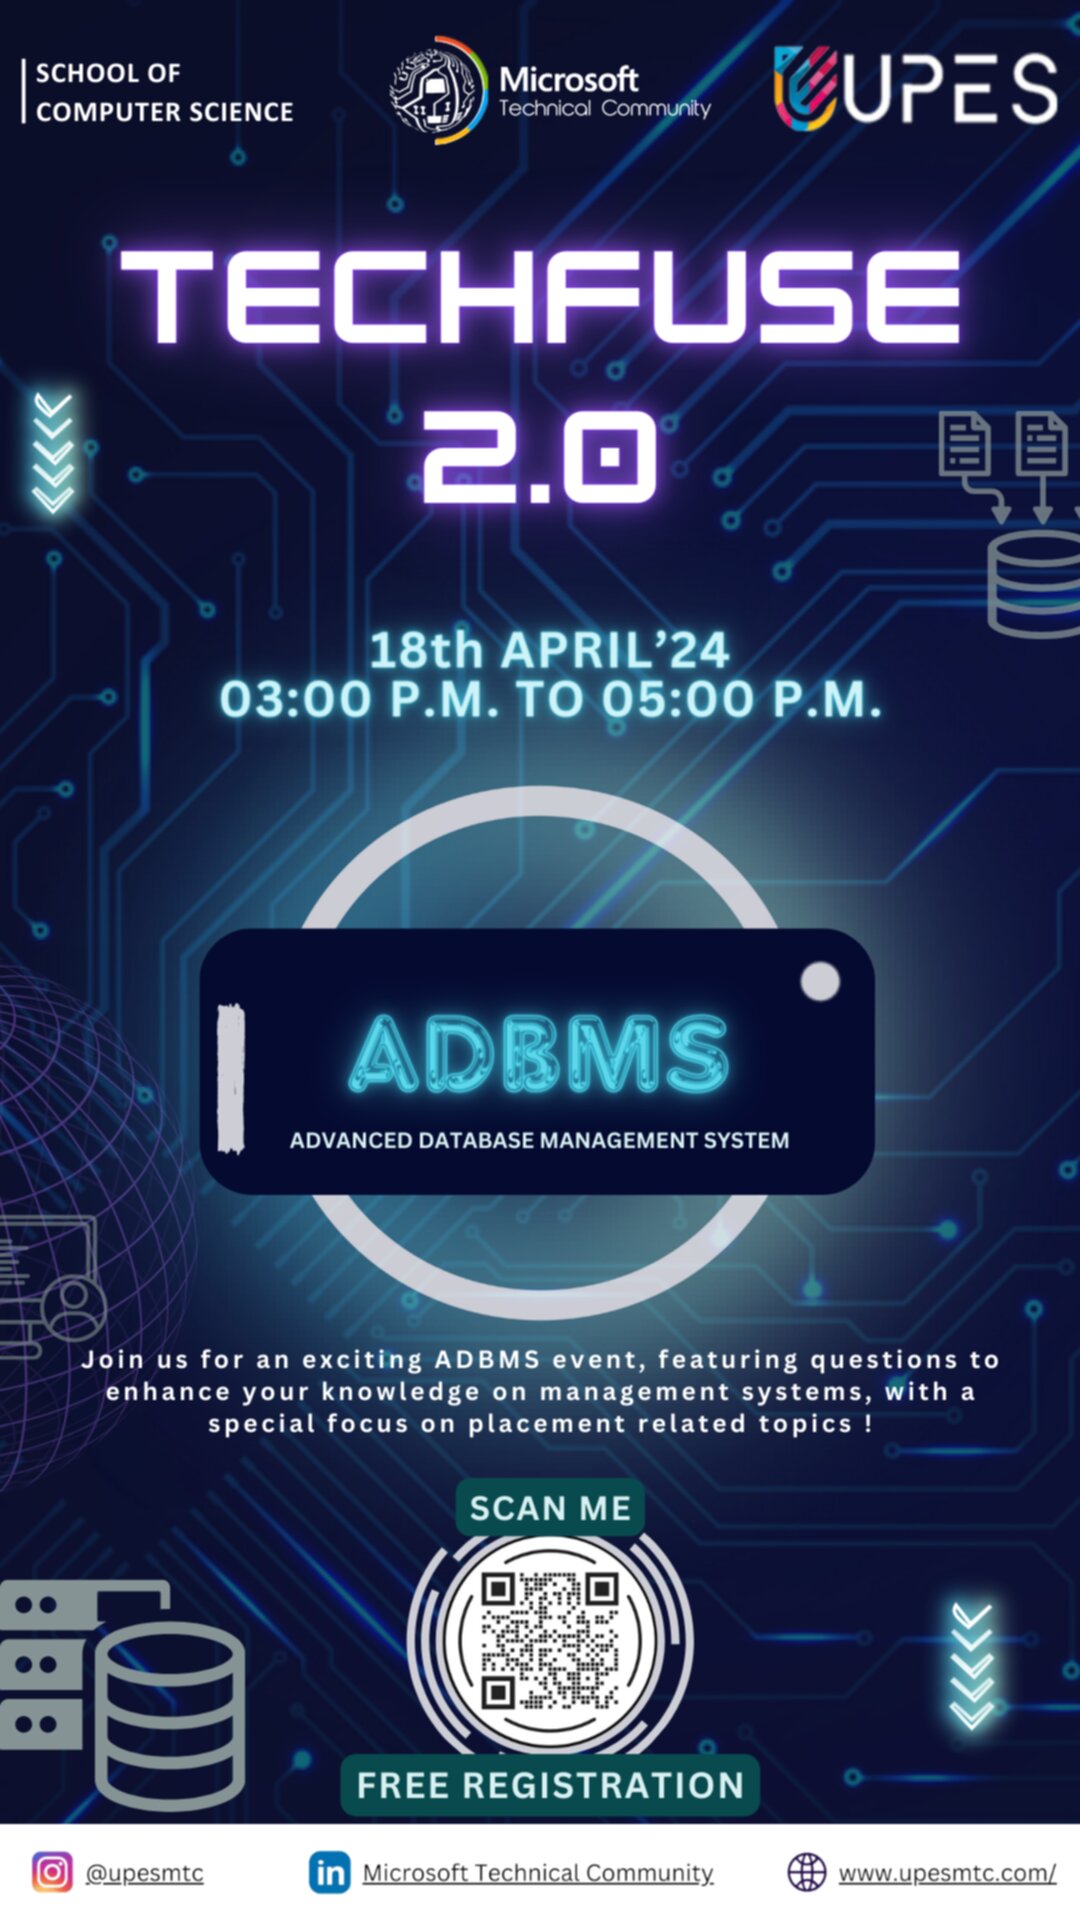 SCHOOL OF
COMPUTER SCIENCE
Microsoft
Technical Community
UPES
TECHFUSE
2.0
18th APRIL’24
03:00 P.M. TO 05:00 P.M.
ADBMS
ADVANCED DATABASE MANAGEMENT SYSTEM
Join us for an exciting ADBMS event, featuring questions to
enhance your knowledge on management systems, with a
special focus on placement related topics !
SCAN ME
FREE REGISTRATION
@upesmtc
Microsoft Technical Community
www.upesmtc.com/